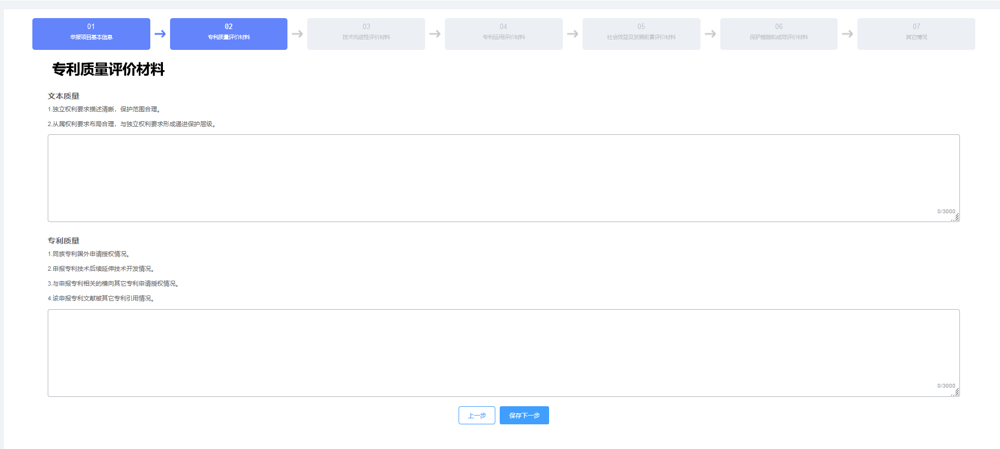 01
申报项目基本信息
02
专利质量评价材料
03
技术先进性评价材料
04
专利运用评价材料
05
社会效益及发展前景评价材料
06
保护措施和成效评价材料
07
其它情况
专利质量评价材料
文本质量
1.独立权利要求描述清晰，保护范围合理。
2.从属权利要求布局合理，与独立权利要求形成递进保护层级。
0/3000
专利质量
1.同族专利国外申请授权情况。
2.申报专利技术后续延伸技术开发情况。
3.与申报专利相关的横向其它专利申请授权情况。
4.该申报专利文献被其它专利引用情况。
0/3000
上一步
保存下一步